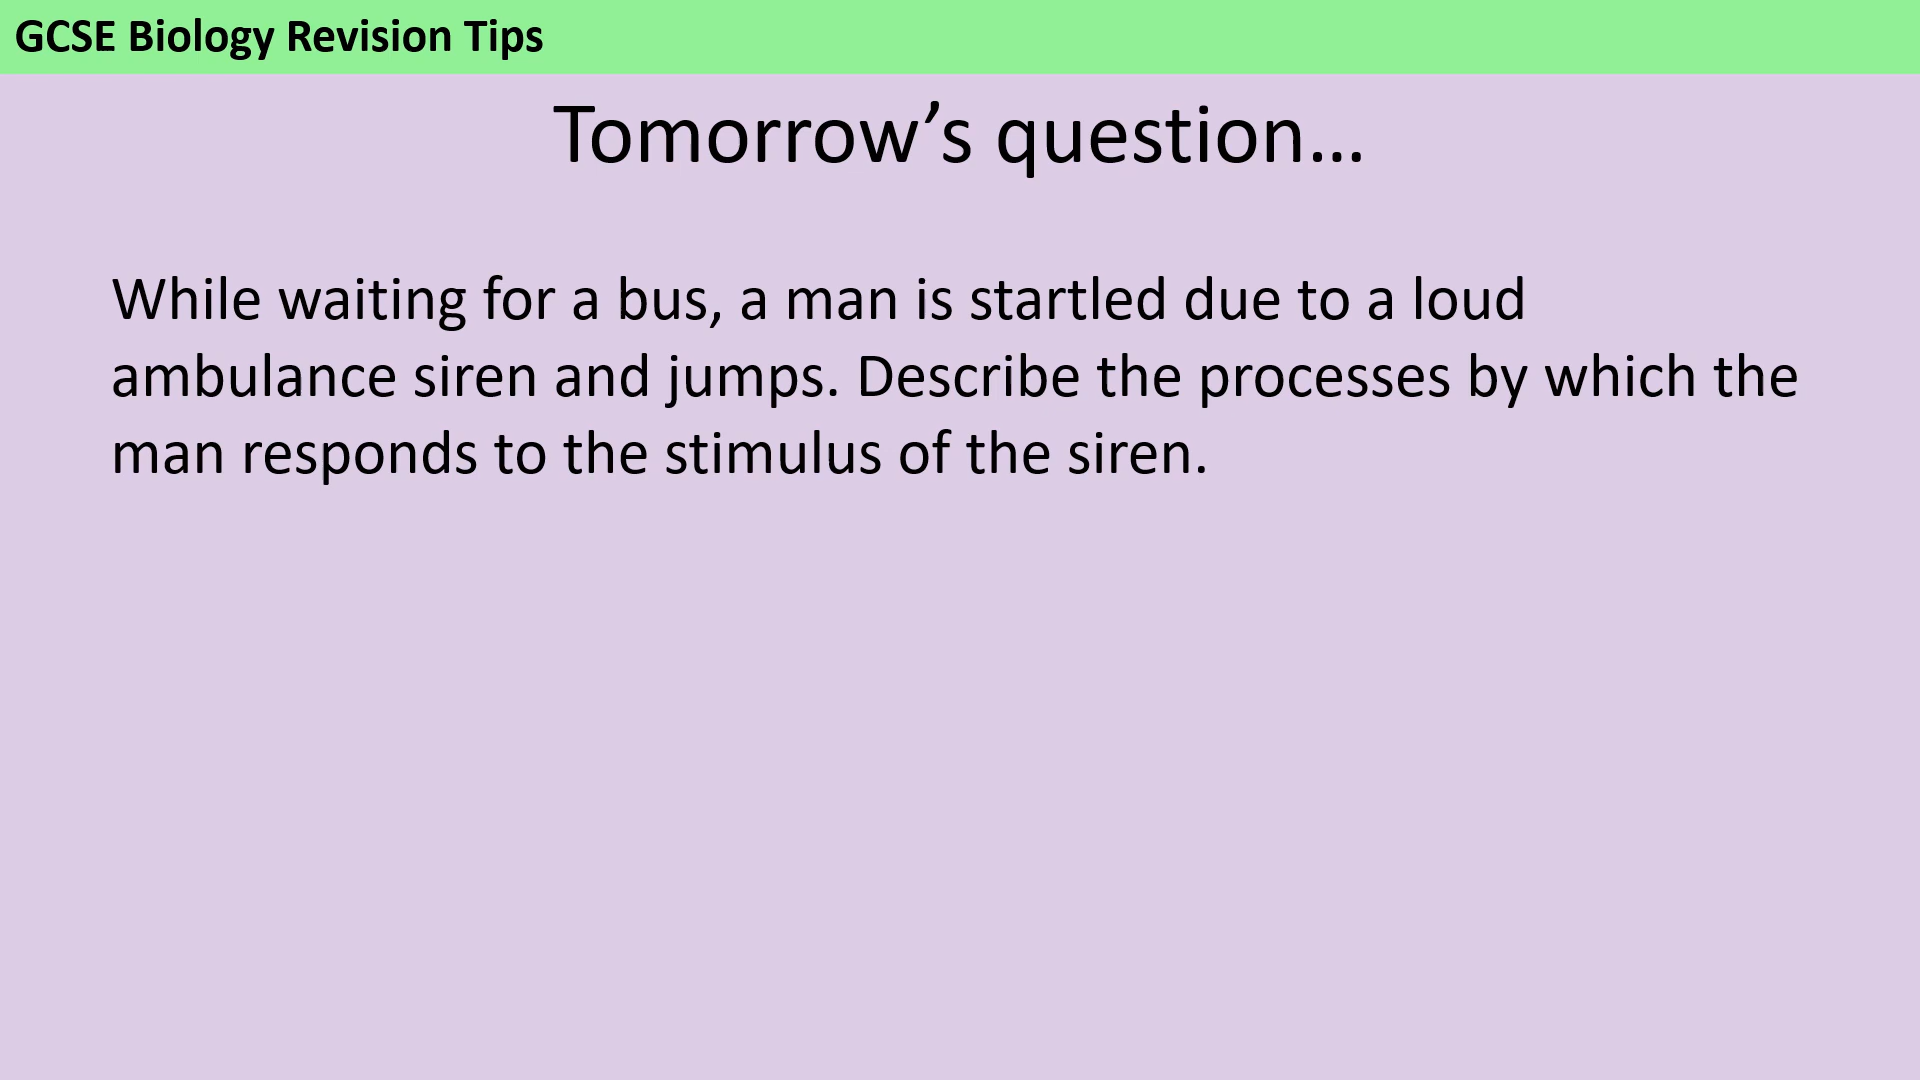 GCSE Biology Revision Tips
Tomorrow’s question…
While waiting for a bus, a man is startled due to a loud
ambulance siren and jumps. Describe the processes by which the
man responds to the stimulus of the siren.